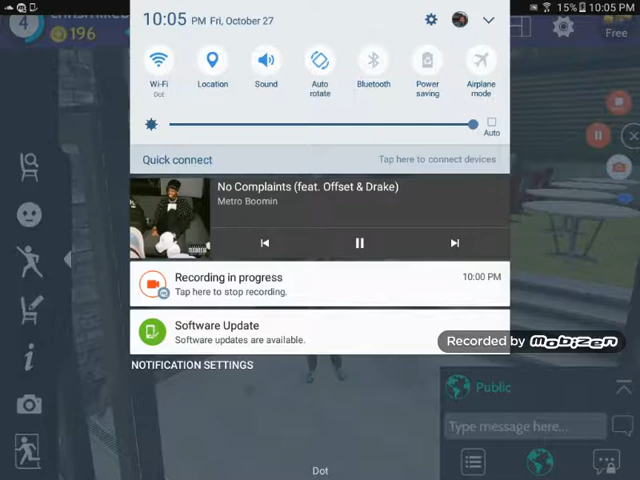 10:05 PM Fri, October 27
15% 10:05 PM
4
196
Free
Wi-Fi
Dot
Location
Sound
Auto
rotate
Bluetooth
Power
saving
Airplane
mode
Auto
Quick connect
Tap here to connect devices
No Complaints (feat. Offset & Drake)
Metro Boomin
Recording in progress
10:00 PM
Tap here to stop recording.
Software Update
Software updates are available.
Recorded by mobizen
NOTIFICATION SETTINGS
Public
Type message here...
Dot